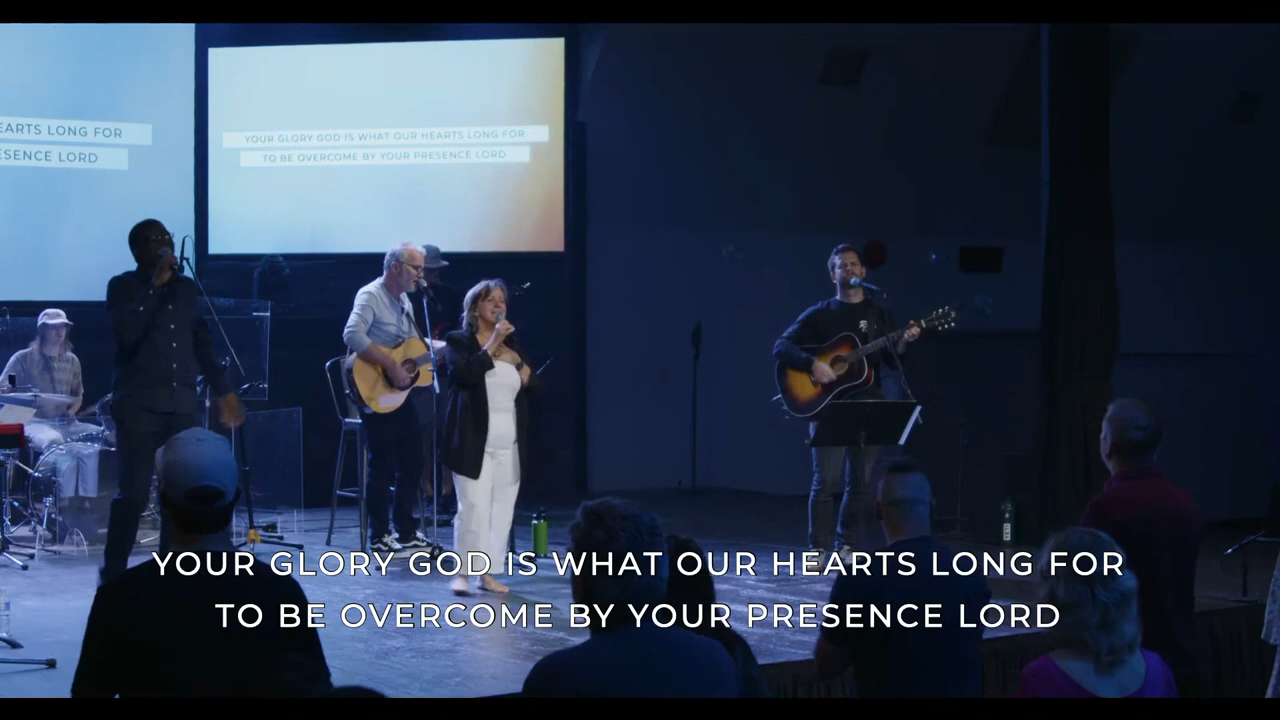 EARTS LONG FOR
ESENCE LORD
YOUR GLORY GOD IS WHAT OUR HEARTS LONG FOR
TO BE OVERCOME BY YOUR PRESENCE LORD
YOUR GLORY GOD IS WHAT OUR HEARTS LONG FOR
TO BE OVERCOME BY YOUR PRESENCE LORD